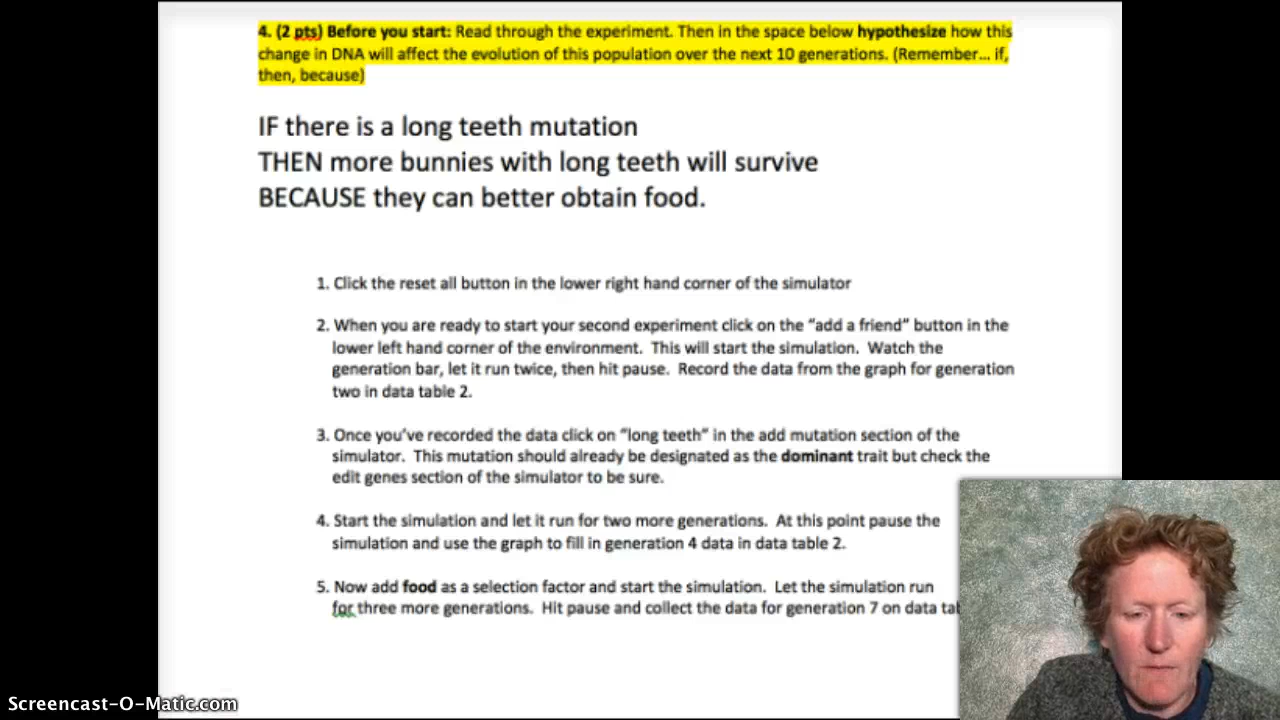 4. (2 pts) Before you start: Read through the experiment. Then in the space below hypothesize how this
change in DNA will affect the evolution of this population over the next 10 generations. (Remember... if,
then, because)
IF there is a long teeth mutation
THEN more bunnies with long teeth will survive
BECAUSE they can better obtain food.
1. Click the reset all button in the lower right hand corner of the simulator
2. When you are ready to start your second experiment click on the "add a friend" button in the
lower left hand corner of the environment. This will start the simulation. Watch the
generation bar, let it run twice, then hit pause. Record the data from the graph for generation
two in data table 2.
3. Once you've recorded the data click on "long teeth" in the add mutation section of the
simulator. This mutation should already be designated as the dominant trait but check the
edit genes section of the simulator to be sure.
4. Start the simulation and let it run for two more generations. At this point pause the
simulation and use the graph to fill in generation 4 data in data table 2.
5. Now add food as a selection factor and start the simulation. Let the simulation run
for three more generations. Hit pause and collect the data for generation 7 on data
Screencast-O-Matic.com